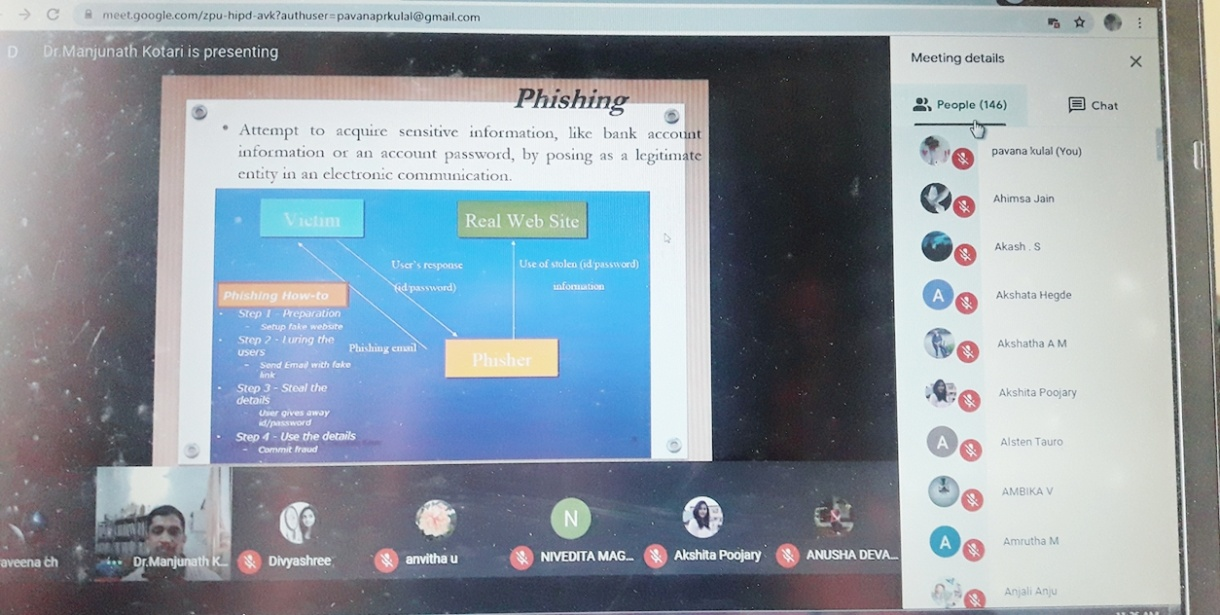 meet.google.com/zpu-hipd-avk?authuser=pavanaprkulal@gmail.com
D Dr.Manjunath Kotari is presenting
Phishing
• Attempt to acquire sensitive information, like bank account
information or an account password, by posing as a legitimate
entity in an electronic communication.
Victim
Real Web Site
User's response
(id/password)
Use of stolen (id/password)
information
Phishing How-to
Step 1 - Preparation
- Setup fake website
Step 2 - Luring the
users
- Send Email with fake
link
Step 3 - Steal the
details
User gives away
id/password
Step 4 - Use the details
- Commit fraud
Phishing email
Phisher
aveena ch
Dr.Manjunath K...
Divyashree
anvitha u
N
NIVEDITA MAG...
Akshita Poojary
ANUSHA DEVA...
Meeting details
People (146)
Chat
pavana kulal (You)
Ahimsa Jain
Akash . S
A Akshata Hegde
Akshatha A M
Akshita Poojary
A Alsten Tauro
AMBIKA V
A Amrutha M
Anjali Anju